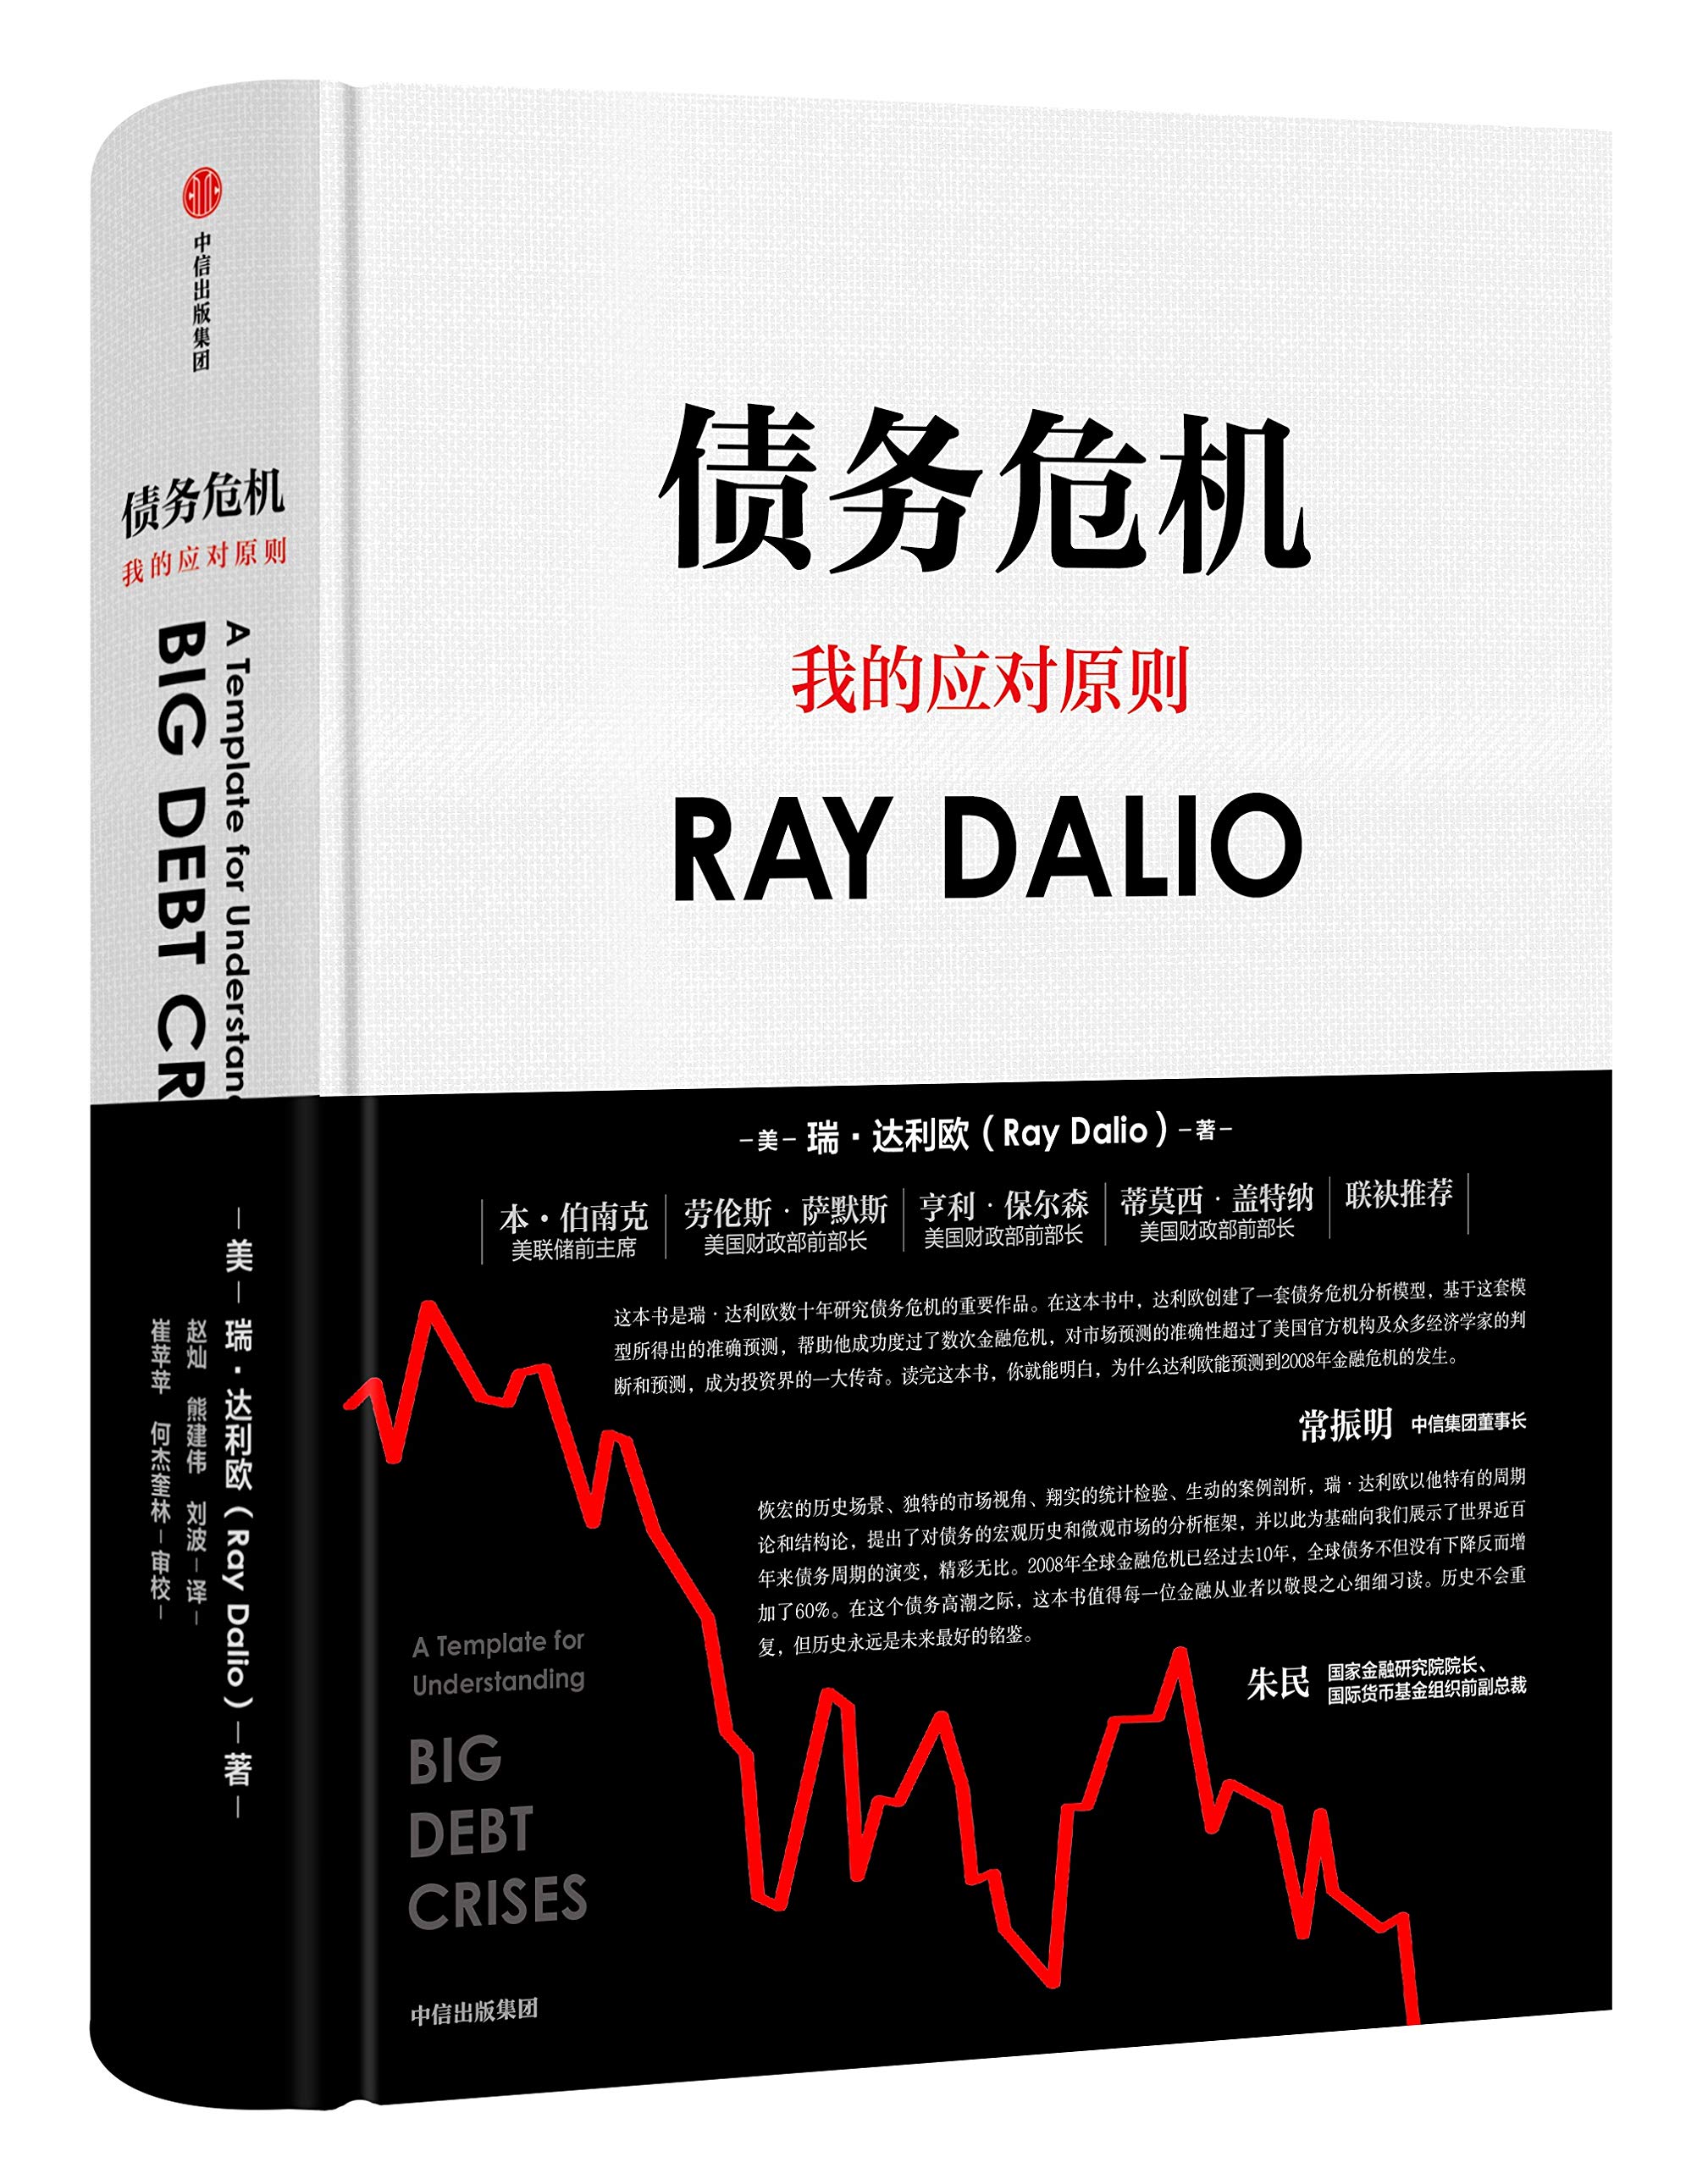 中信出版集团
债务危机
我的应对原则
A Template for Understand
BIG DEBT CR
—美—瑞·达利欧（Ray Dalio）—著—
赵灿 熊建伟 刘波—译—
崔苹苹 何杰奎林—审校—
债务危机
我的应对原则
RAY DALIO
—美— 瑞·达利欧（Ray Dalio）—著—
本·伯南克 劳伦斯·萨默斯 亨利·保尔森 蒂莫西·盖特纳 联袂推荐
美联储前主席 美国财政部前部长 美国财政部前部长 美国财政部前部长
这本书是瑞·达利欧数十年研究债务危机的重要作品。在这本书中，达利欧创建了一套债务危机分析模型，基于这套模
型所得出的准确预测，帮助他成功度过了数次金融危机，对市场预测的准确性超过了美国官方机构及众多经济学家的判
断和预测，成为投资界的一大传奇。读完这本书，你就能明白，为什么达利欧能预测到2008年金融危机的发生。
常振明 中信集团董事长
恢宏的历史场景、独特的市场视角、翔实的统计检验、生动的案例剖析，瑞·达利欧以他特有的周期
论和结构论，提出了对债务的宏观历史和微观市场的分析框架，并以此为基础向我们展示了世界近百
年来债务周期的演变，精彩无比。2008年全球金融危机已经过去10年，全球债务不但没有下降反而增
加了60%。在这个债务高潮之际，这本书值得每一位金融从业者以敬畏之心细细习读。历史不会重
复，但历史永远是未来最好的铭鉴。
朱民 国家金融研究院院长、
国际货币基金组织前副总裁
A Template for
Understanding
BIG
DEBT
CRISES
中信出版集团